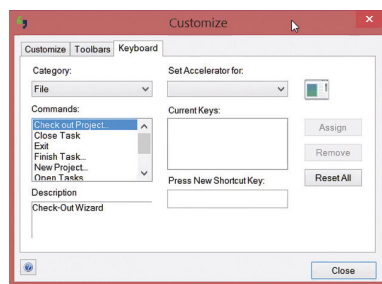 Customize
Customize Toolbars Keyboard
Category:
Set Accelerator for:
File
Commands:
Current Keys:
Check out Project...
Close Task
Exit
Finish Task...
New Project...
Open Tasks
Assign
Remove
Reset All
Press New Shortcut Key:
Description
Check-Out Wizard
Close